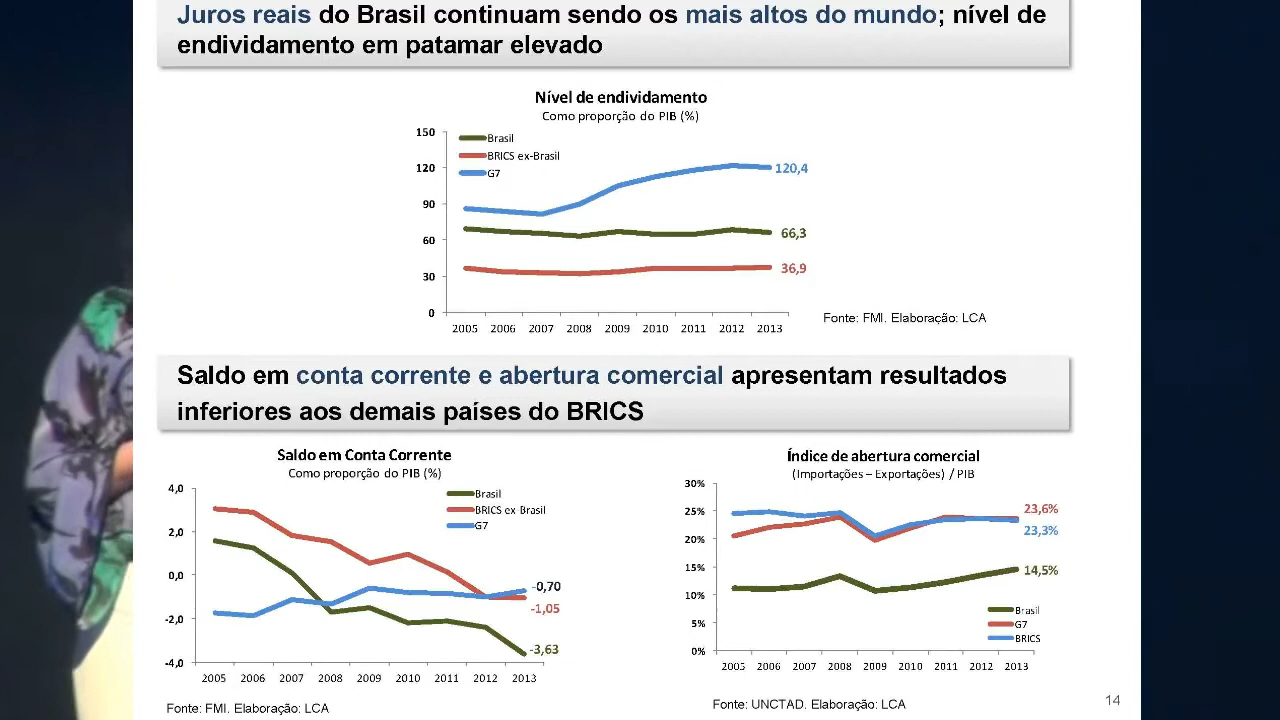 Juros reais do Brasil continuam sendo os mais altos do mundo; nível de
endividamento em patamar elevado
Nível de endividamento
Como proporção do PIB (%)
150
120
90
60
30
0
Brasil
BRICS ex-Brasil
G7
120,4
66,3
36,9
2005 2006 2007 2008 2009 2010 2011 2012 2013
Fonte: FMI. Elaboração: LCA
Saldo em conta corrente e abertura comercial apresentam resultados
inferiores aos demais países do BRICS
Saldo em Conta Corrente
Como proporção do PIB (%)
4,0
2,0
0,0
-2,0
-4,0
Brasil
BRICS ex-Brasil
G7
-0,70
-1,05
-3,63
2005 2006 2007 2008 2009 2010 2011 2012 2013
Fonte: FMI. Elaboração: LCA
Índice de abertura comercial
(Importações – Exportações) / PIB
30%
25%
20%
15%
10%
5%
0%
23,6%
23,3%
14,5%
Brasil
G7
BRICS
2005 2006 2007 2008 2009 2010 2011 2012 2013
Fonte: UNCTAD. Elaboração: LCA
14